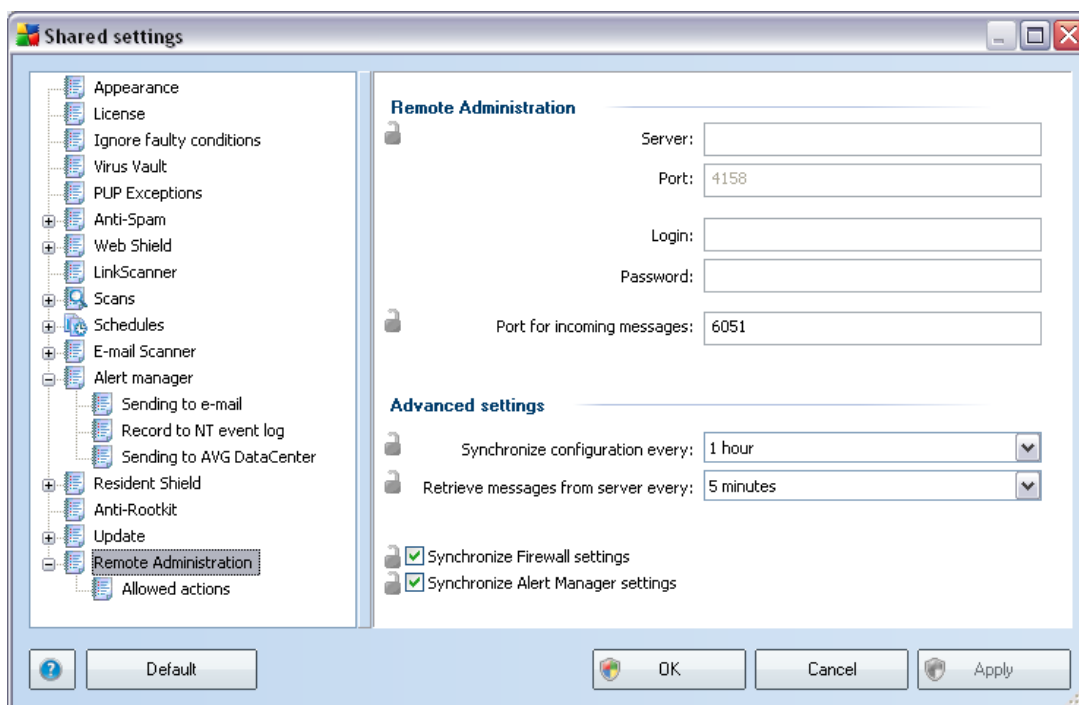 Shared settings
Appearance
License
Ignore faulty conditions
Virus Vault
PUP Exceptions
Anti-Spam
Web Shield
LinkScanner
Scans
Schedules
E-mail Scanner
Alert manager
Sending to e-mail
Record to NT event log
Sending to AVG DataCenter
Resident Shield
Anti-Rootkit
Update
Remote Administration
Allowed actions
Remote Administration
Server:
Port: 4158
Login:
Password:
Port for incoming messages: 6051
Advanced settings
Synchronize configuration every: 1 hour
Retrieve messages from server every: 5 minutes
Synchronize Firewall settings
Synchronize Alert Manager settings
? Default OK Cancel Apply